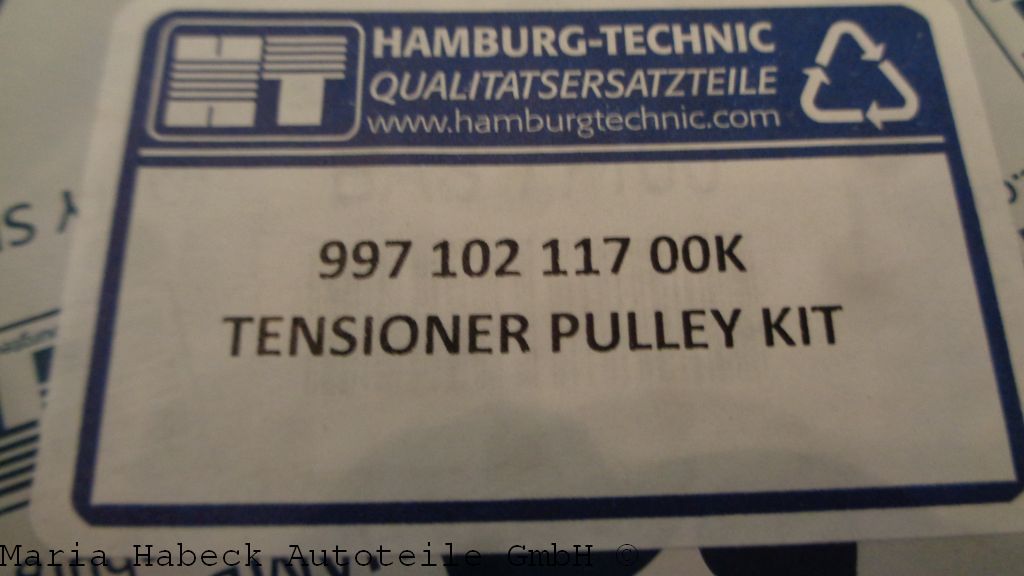 HAMBURG-TECHNIC
QUALITATSERSATZTEILE
www.hamburgtechnic.com
997 102 117 00K
TENSIONER PULLEY KIT
Maria Habeck Autoteile GmbH ©